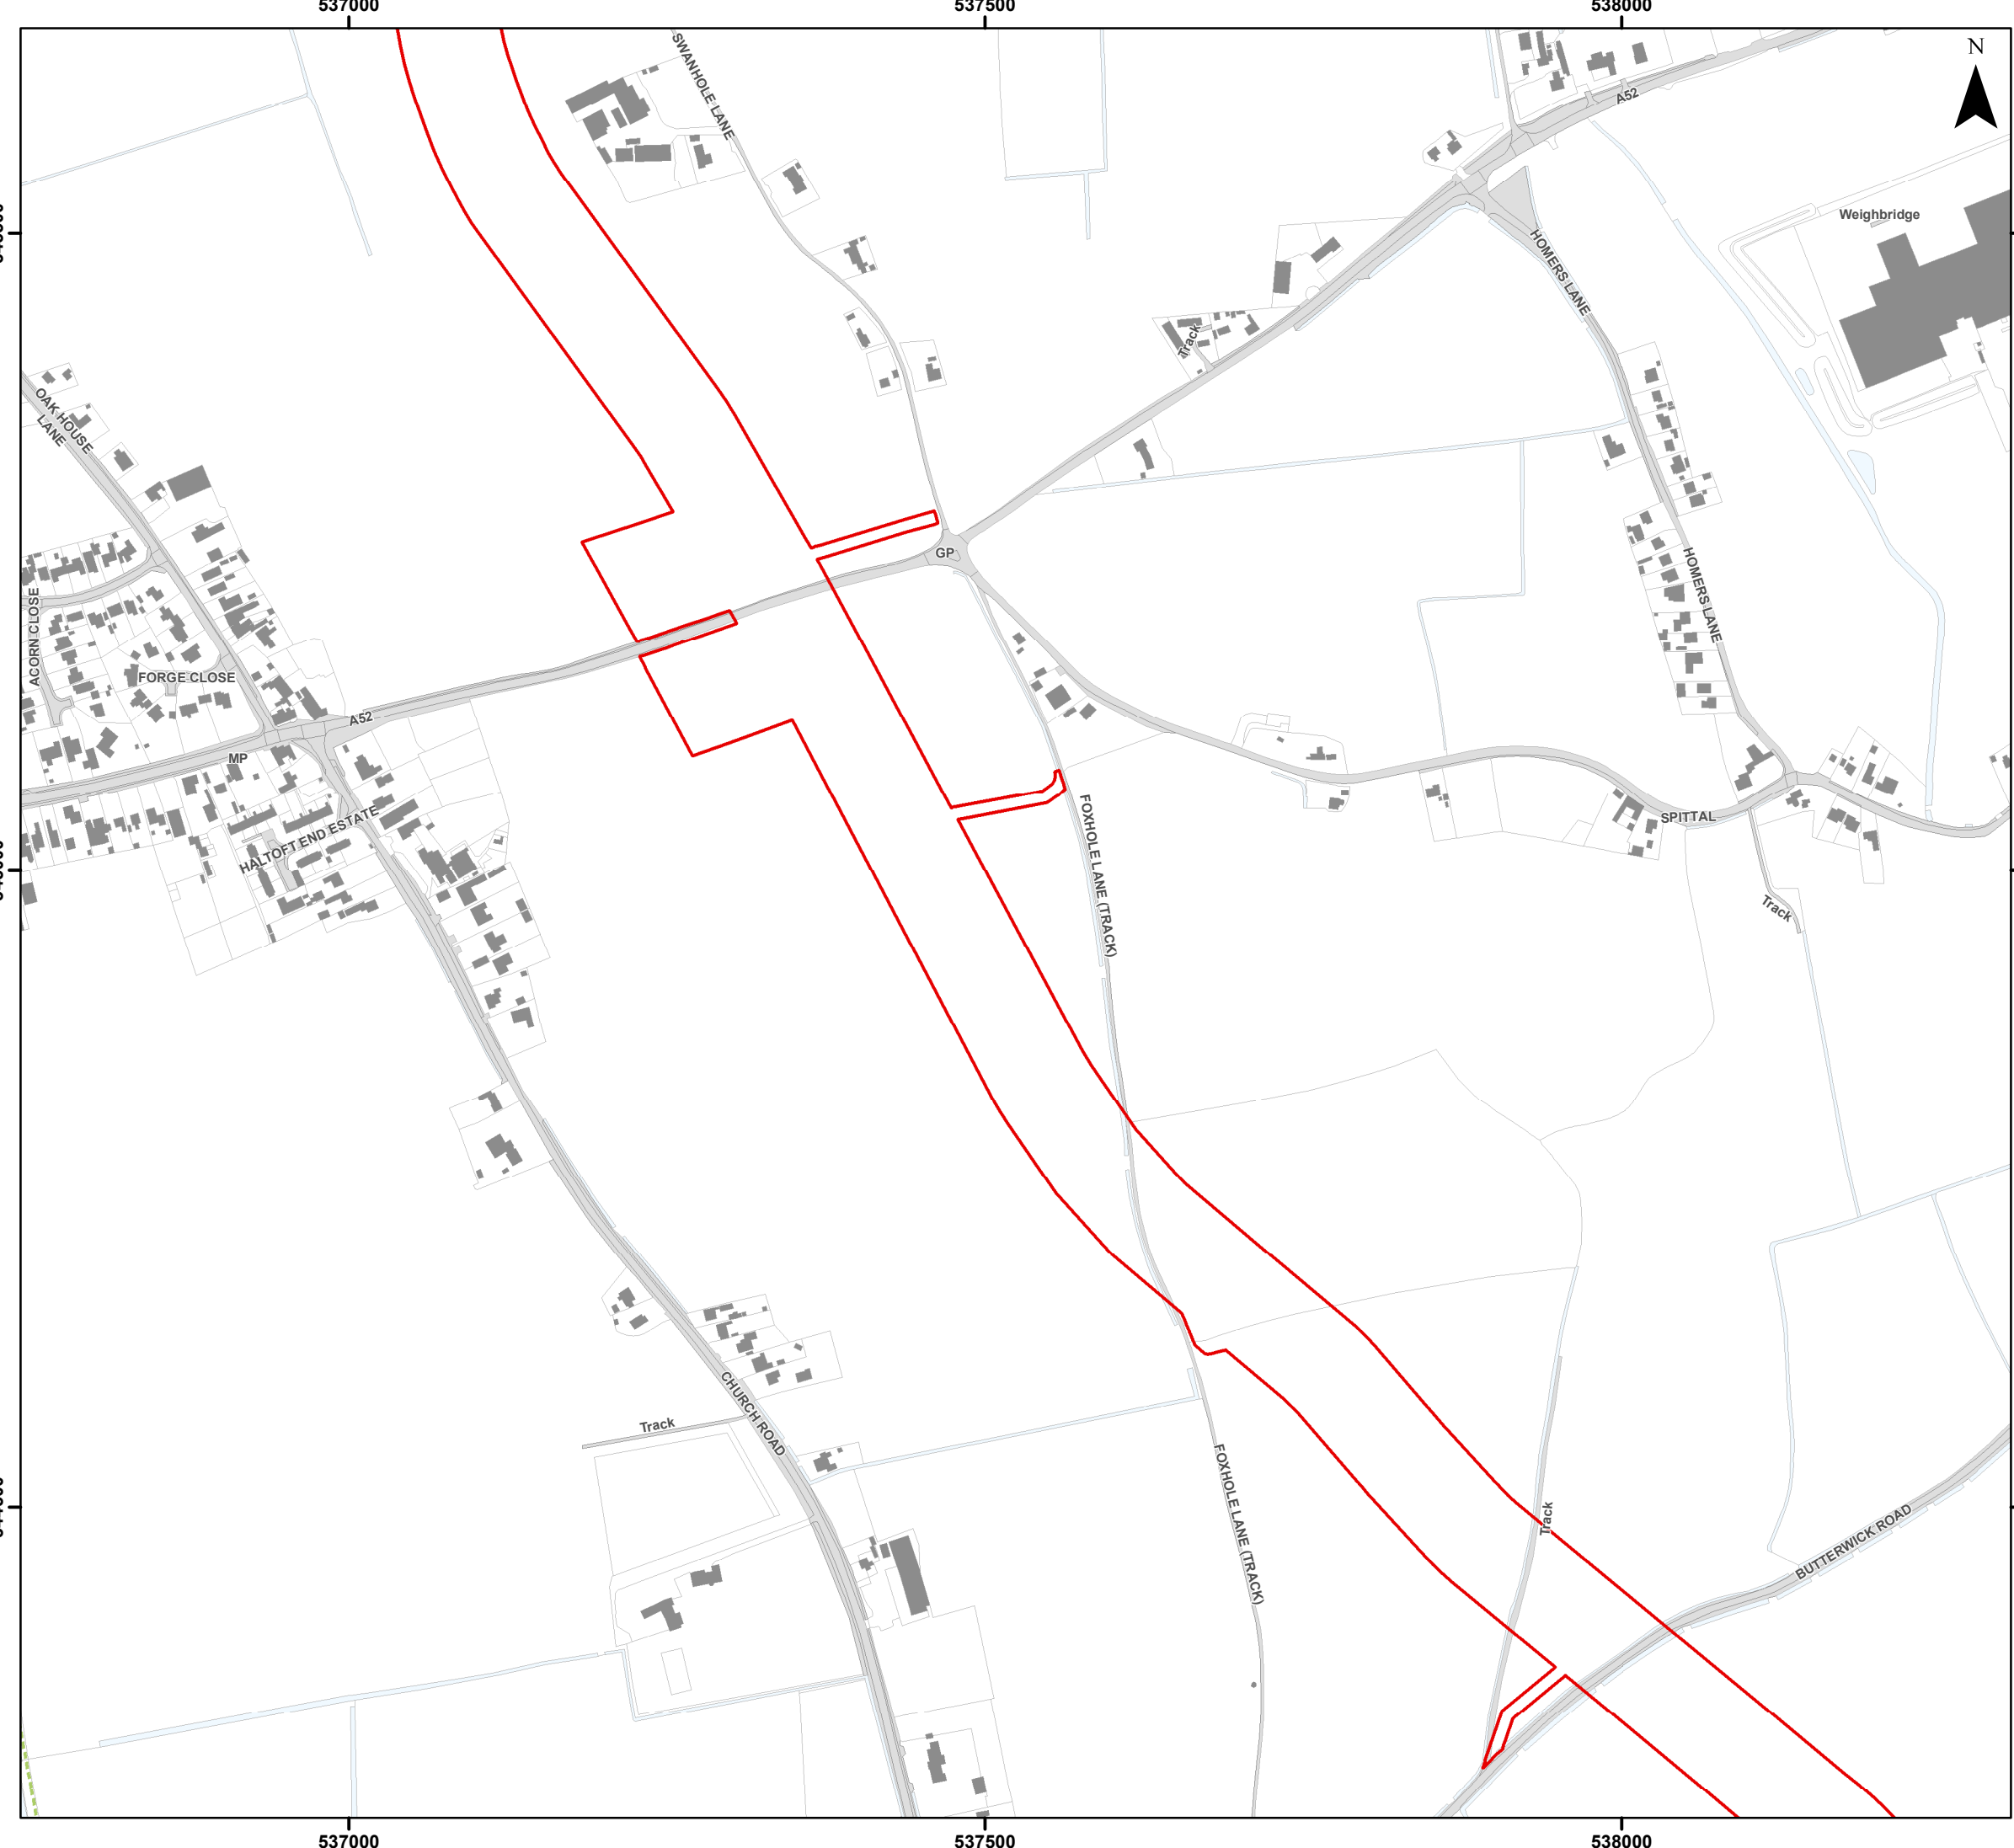 537000 537500 538000
N
SWANHOLE LANE
A52
Weighbridge
HOMERS LANE
Track
OAK HOUSE
LANE
GP
HOMERS LANE
ACORN CLOSE
FORGE CLOSE
A52
MP
HALTOFT END ESTATE
SPITTAL
FOXHOLE LANE (TRACK)
Track
CHURCH ROAD
Track
FOXHOLE LANE (TRACK)
Track
BUTTERWICK ROAD
537000 537500 538000